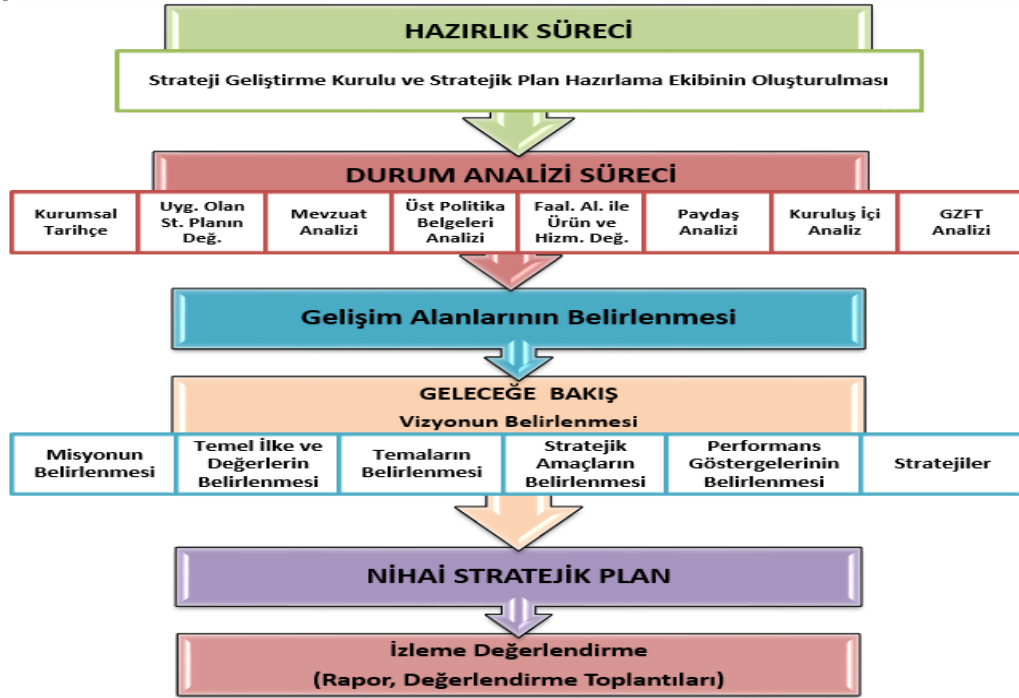 HAZIRLIK SÜRECİ
Strateji Geliştirme Kurulu ve Stratejik Plan Hazırlama Ekibinin Oluşturulması
DURUM ANALİZİ SÜRECİ
Kurumsal
Tarihçe
Uyg. Olan
St. Planın
Değ.
Mevzuat
Analizi
Üst Politika
Belgeleri
Analizi
Faal. Al. ile
Ürün ve
Hizm. Değ.
Paydaş
Analizi
Kuruluş İçi
Analiz
GZFT
Analizi
Gelişim Alanlarının Belirlenmesi
GELECEĞE BAKIŞ
Vizyonun Belirlenmesi
Misyonun
Belirlenmesi
Temel İlke ve
Değerlerin
Belirlenmesi
Temaların
Belirlenmesi
Stratejik
Amaçların
Belirlenmesi
Performans
Göstergelerinin
Belirlenmesi
Stratejiler
NİHAİ STRATEJİK PLAN
İzleme Değerlendirme
(Rapor, Değerlendirme Toplantıları)